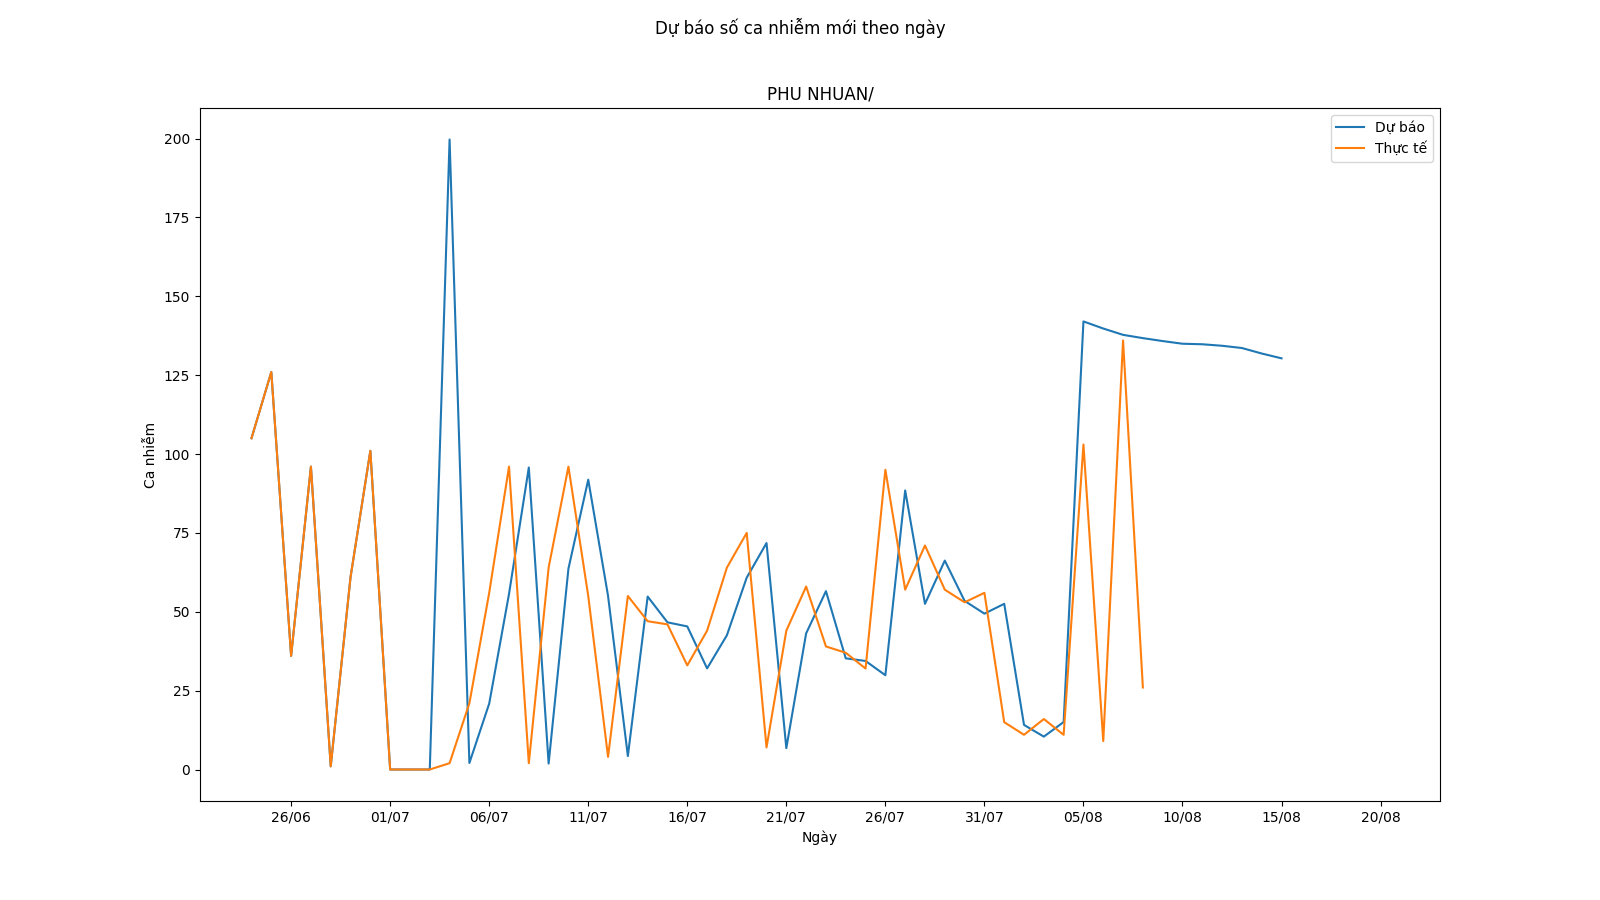 Dự báo số ca nhiễm mới theo ngày
PHU NHUAN/
Dự báo
Thực tế
200
175
150
125
100
75
50
25
0
Ca nhiễm
26/06 01/07 06/07 11/07 16/07 21/07 26/07 31/07 05/08 10/08 15/08 20/08
Ngày